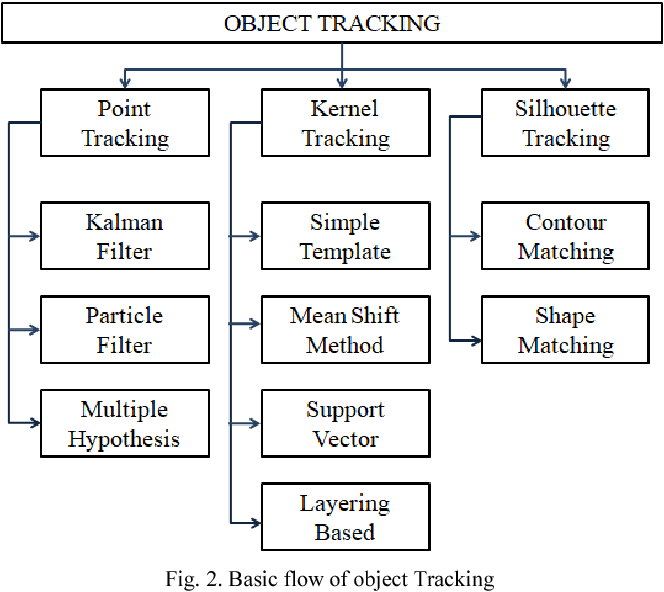 OBJECT TRACKING
Point
Tracking
Kalman
Filter
Particle
Filter
Multiple
Hypothesis
Kernel
Tracking
Simple
Template
Mean Shift
Method
Support
Vector
Layering
Based
Silhouette
Tracking
Contour
Matching
Shape
Matching
Fig. 2. Basic flow of object Tracking